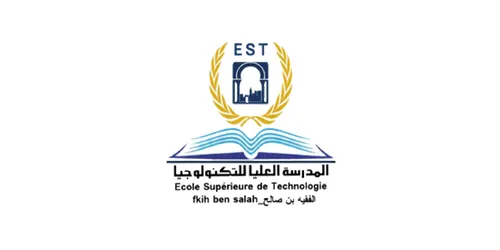 EST
المدرسة العليا للتكنولوجيا
Ecole Supérieure de Technologie
fkih ben salah_الفقيه بن صالح